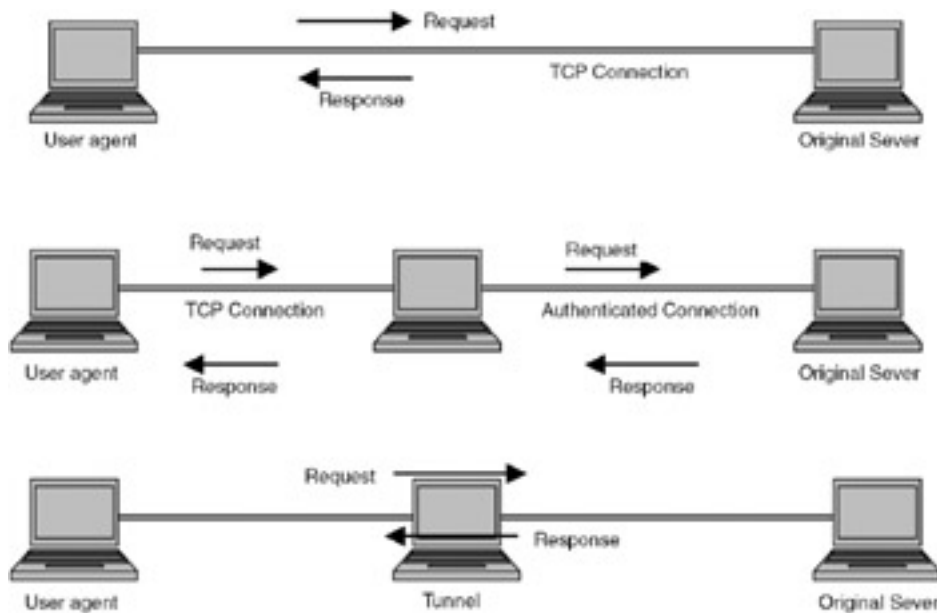 Request
TCP Connection
Response
User agent
Original Sever
Request
Request
TCP Connection
Authenticated Connection
Response
Response
User agent
Original Sever
Request
Response
User agent
Tunnel
Original Sever